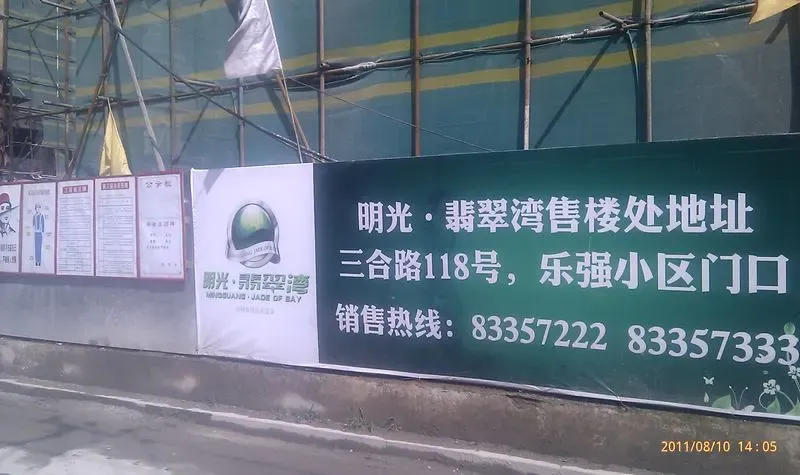 公示栏
明光·翡翠湾
MINGGUANG·JADE OF BAY
明光·翡翠湾售楼处地址
三合路118号，乐强小区门口
销售热线：83357222 83357333
2011/08/10 14:05